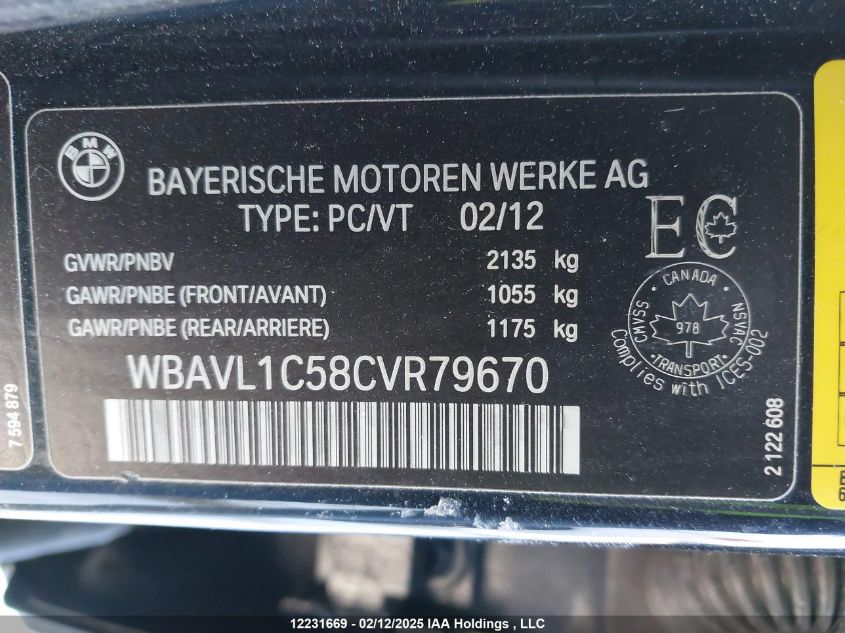 BMW
BAYERISCHE MOTOREN WERKE AG
TYPE: PC/VT 02/12
EC
GVWR/PNBV 2135 kg
GAWR/PNBE (FRONT/AVANT) 1055 kg
GAWR/PNBE (REAR/ARRIERE) 1175 kg
CANADA
CMVSS
NSVAC
978
TRANSPORT
Complies with ICES-002
WBAVL1C58CVR79670
7 594 879
2 122 608
12231669 - 02/12/2025 IAA Holdings , LLC